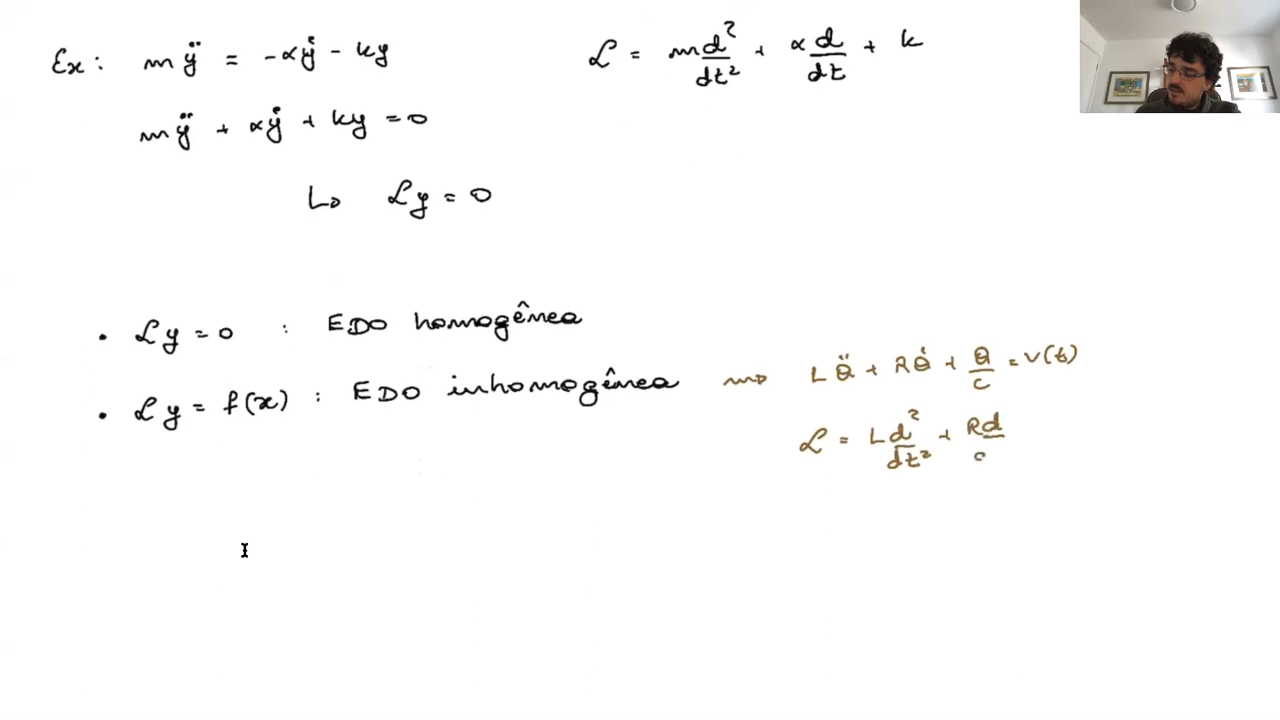 Ex: mÿ = -αẏ - ky
ℒ = m d²/dt² + α d/dt + k
mÿ + αẏ + ky = 0
↳ ℒy = 0
• ℒy = 0 : EDO homogênea
• ℒy = f(x) : EDO inhomogênea ⟿ LQ̈ + RQ̇ + Q/C = V(t)
ℒ = L d²/dt² + R d/